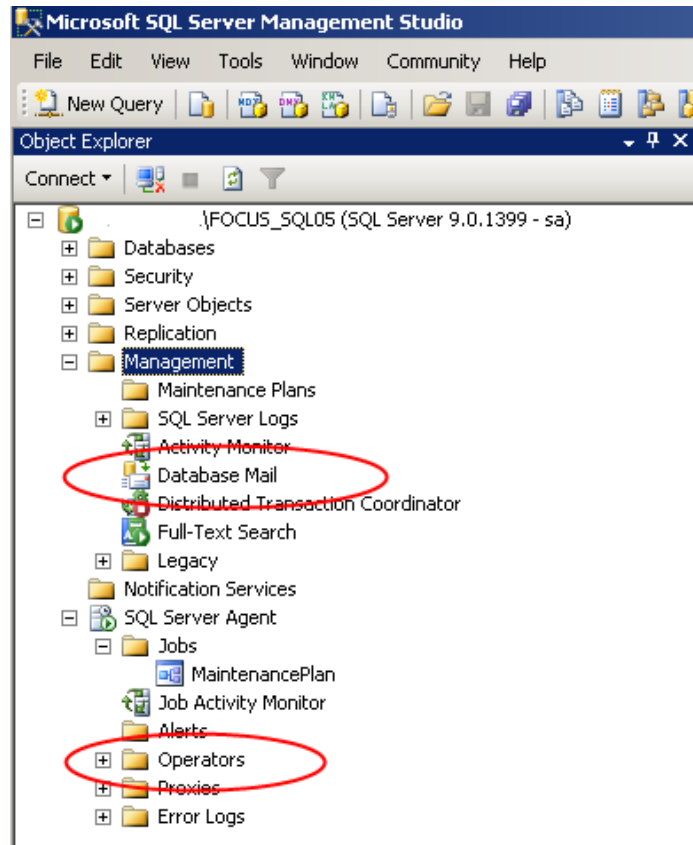 Microsoft SQL Server Management Studio
File Edit View Tools Window Community Help
New Query
Object Explorer
Connect
.\FOCUS_SQL05 (SQL Server 9.0.1399 - sa)
Databases
Security
Server Objects
Replication
Management
Maintenance Plans
SQL Server Logs
Activity Monitor
Database Mail
Distributed Transaction Coordinator
Full-Text Search
Legacy
Notification Services
SQL Server Agent
Jobs
MaintenancePlan
Job Activity Monitor
Alerts
Operators
Proxies
Error Logs